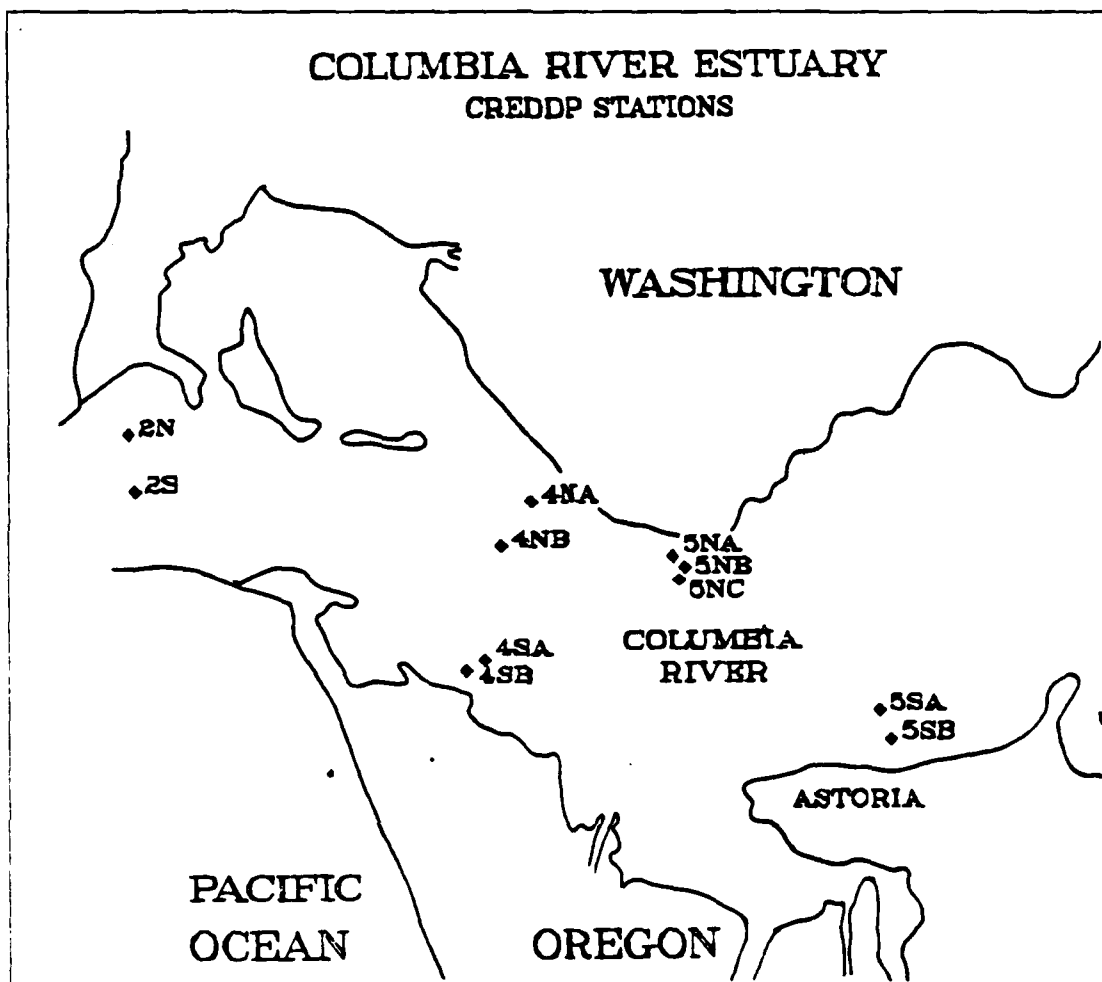 COLUMBIA RIVER ESTUARY
CREDDP STATIONS
WASHINGTON
2N
2S
4NA
4NB
5NA
5NB
5NC
4SA
4SB
COLUMBIA
RIVER
5SA
5SB
ASTORIA
PACIFIC
OCEAN
OREGON